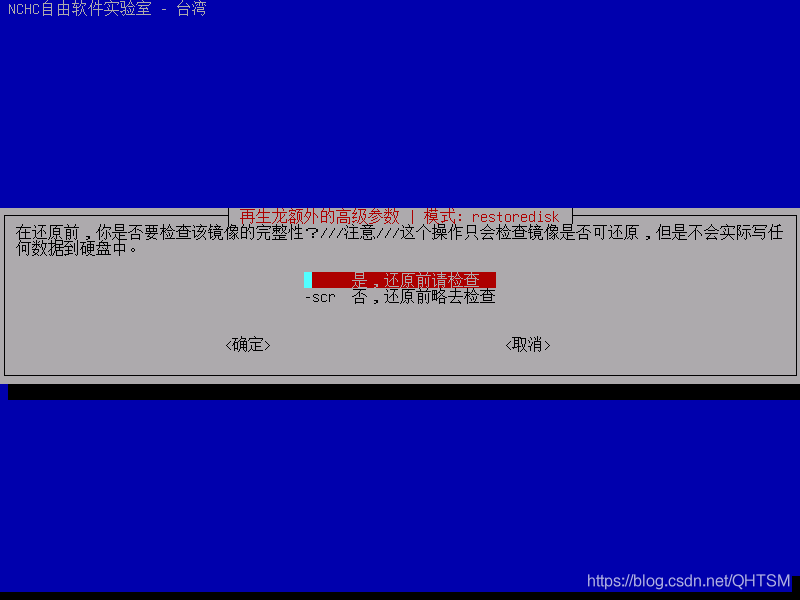 NCHC自由软件实验室 - 台湾
再生龙额外的高级参数 | 模式: restoredisk
在还原前，你是否要检查该镜像的完整性？///注意///这个操作只会检查镜像是否可还原，但是不会实际写任
何数据到硬盘中。
是，还原前请检查
-scr 否，还原前略去检查
<确定> <取消>
https://blog.csdn.net/QHTSM